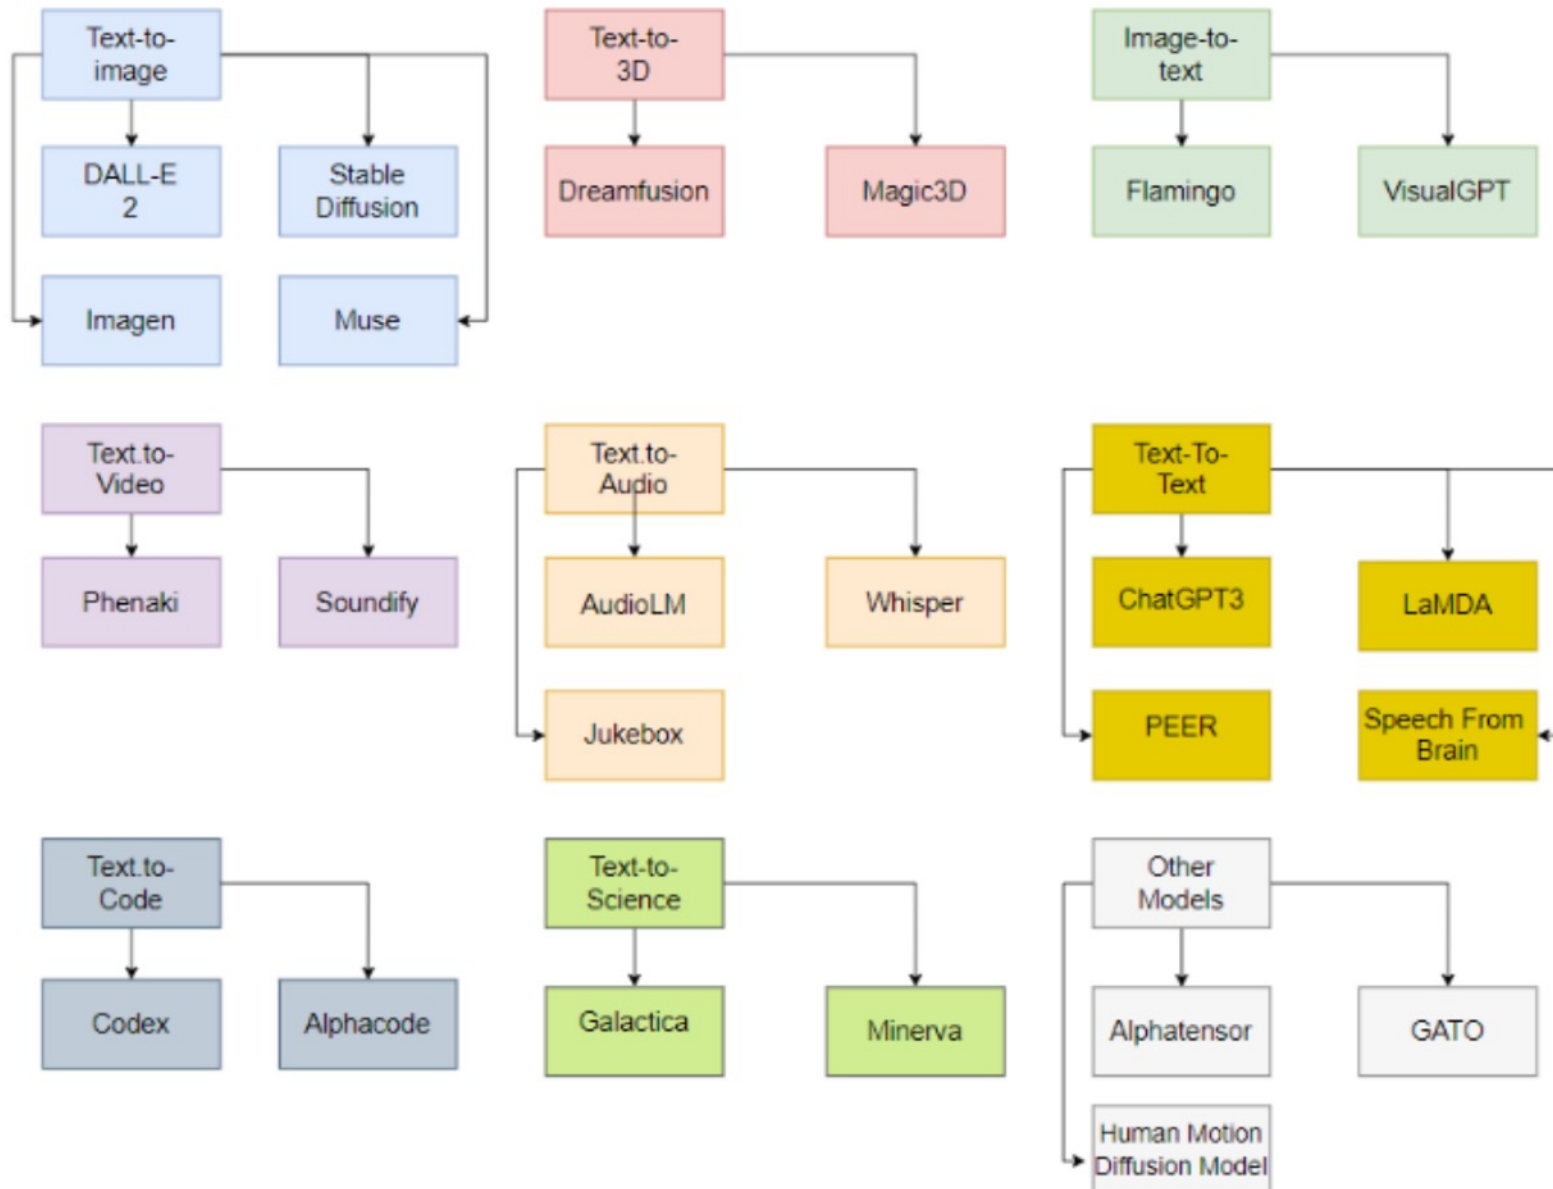 Text-to-
image
Text-to-
3D
Image-to-
text
DALL-E
2
Stable
Diffusion
Dreamfusion
Magic3D
Flamingo
VisualGPT
Imagen
Muse
Text.to-
Video
Text.to-
Audio
Text-To-
Text
Phenaki
Soundify
AudioLM
Whisper
ChatGPT3
LaMDA
Jukebox
PEER
Speech From
Brain
Text.to-
Code
Text-to-
Science
Other
Models
Codex
Alphacode
Galactica
Minerva
Alphatensor
GATO
Human Motion
Diffusion Model